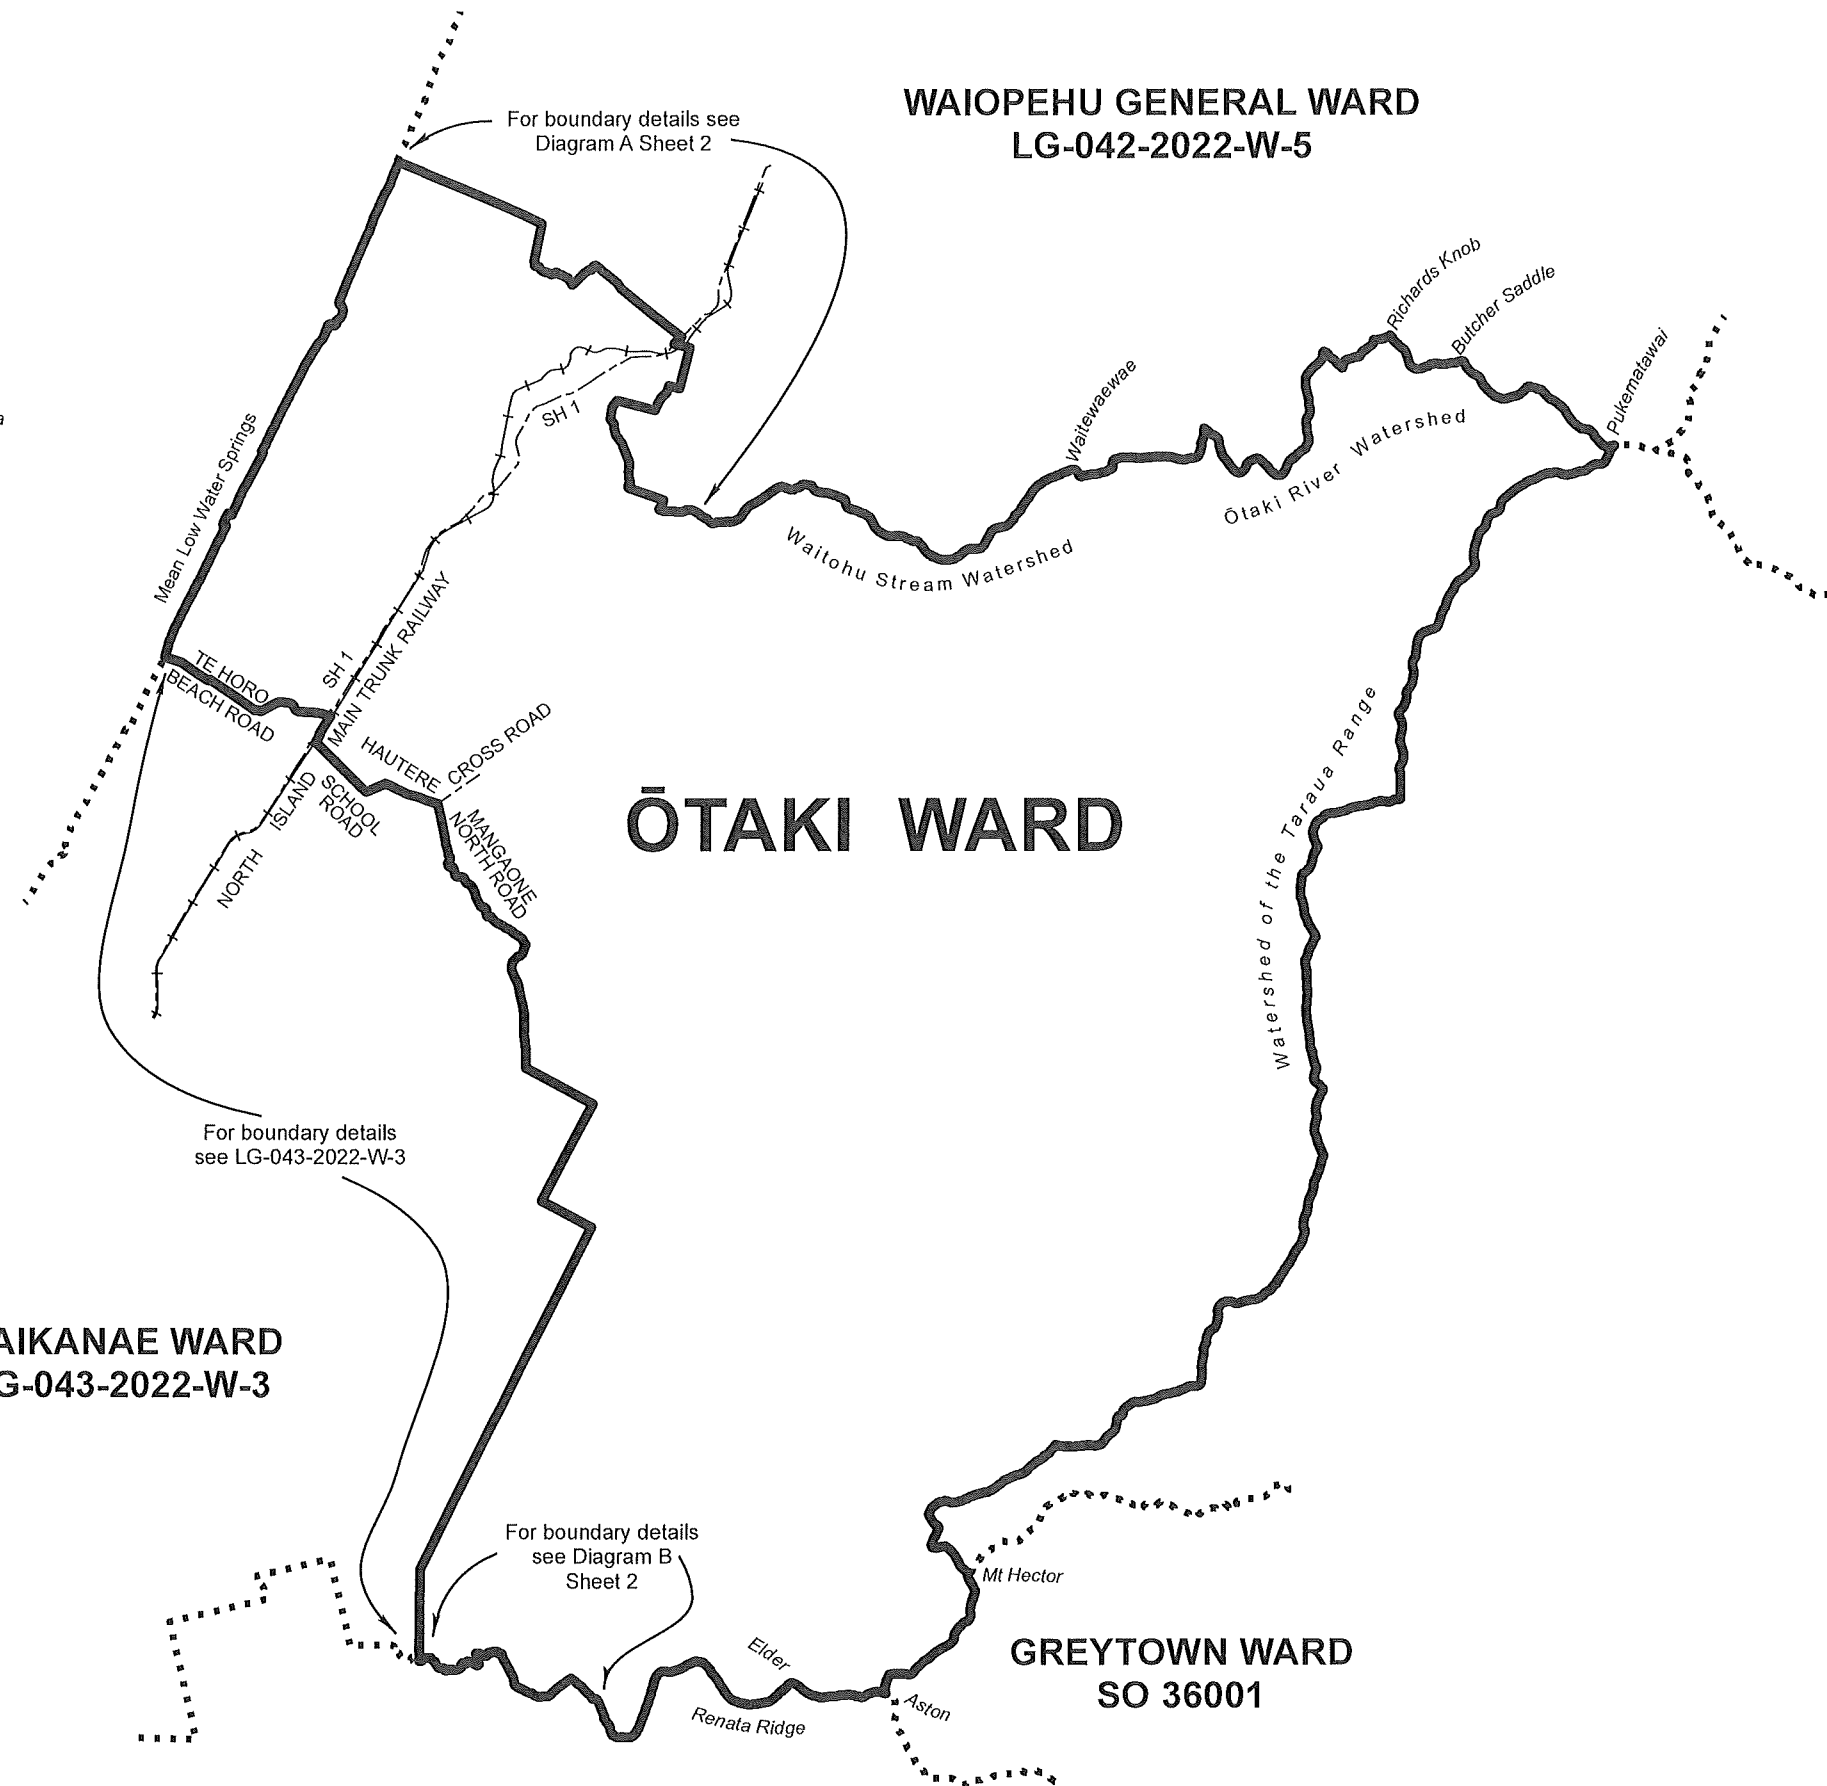 WAIOPEHU GENERAL WARD
LG-042-2022-W-5
For boundary details see
Diagram A Sheet 2
Richards Knob
Butcher Saddle
Pukematawai
Waitewaewae
Ōtaki River Watershed
Waitohu Stream Watershed
SH 1
Mean Low Water Springs
a
TE HORO
BEACH ROAD
SH 1
MAIN TRUNK RAILWAY
HAUTERE
CROSS ROAD
SCHOOL
ROAD
ISLAND
NORTH
MANGAONE
NORTH ROAD
ŌTAKI WARD
Watershed of the Tararua Range
For boundary details
see LG-043-2022-W-3
AIKANAE WARD
G-043-2022-W-3
For boundary details
see Diagram B
Sheet 2
Mt Hector
Elder
Renata Ridge
Aston
GREYTOWN WARD
SO 36001